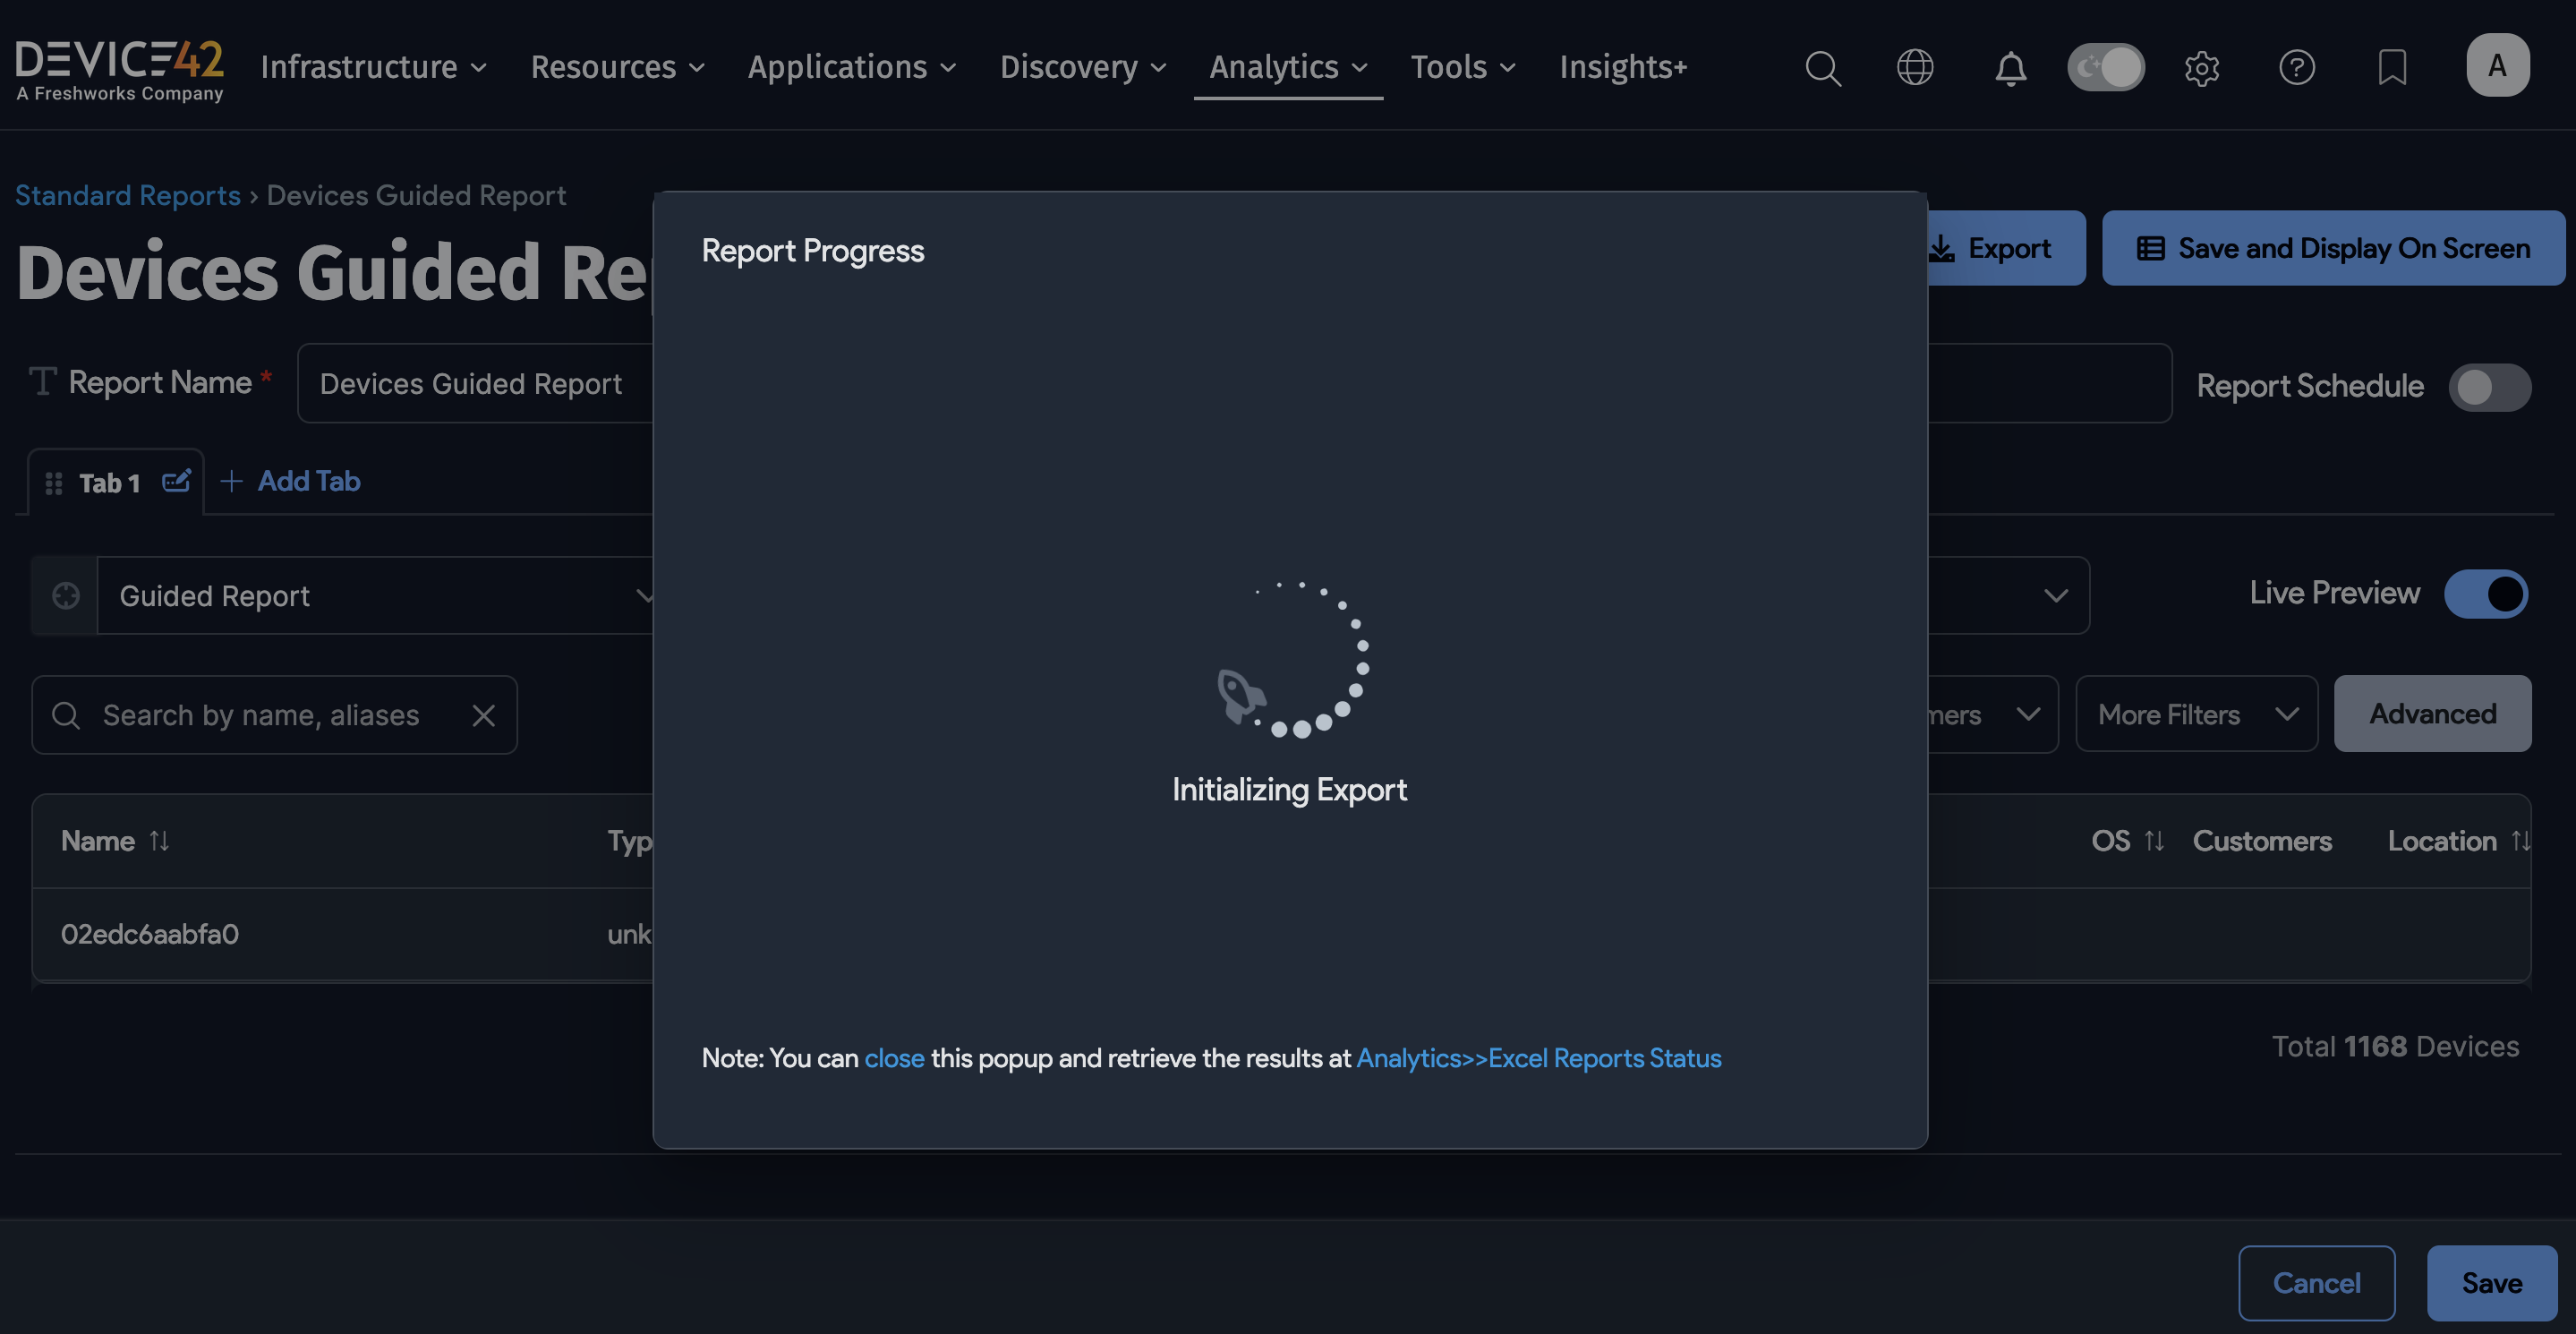 DEVICE42
A Freshworks Company
Infrastructure
Resources
Applications
Discovery
Analytics
Tools
Insights+
A
Standard Reports › Devices Guided Report
Devices Guided Re
Export
Save and Display On Screen
Report Name *
Devices Guided Report
Report Schedule
Tab 1
+ Add Tab
Guided Report
Live Preview
Search by name, aliases
mers
More Filters
Advanced
Name
Typ
OS
Customers
Location
02edc6aabfa0
unk
Total 1168 Devices
Report Progress
Initializing Export
Note: You can close this popup and retrieve the results at Analytics>>Excel Reports Status
Cancel
Save